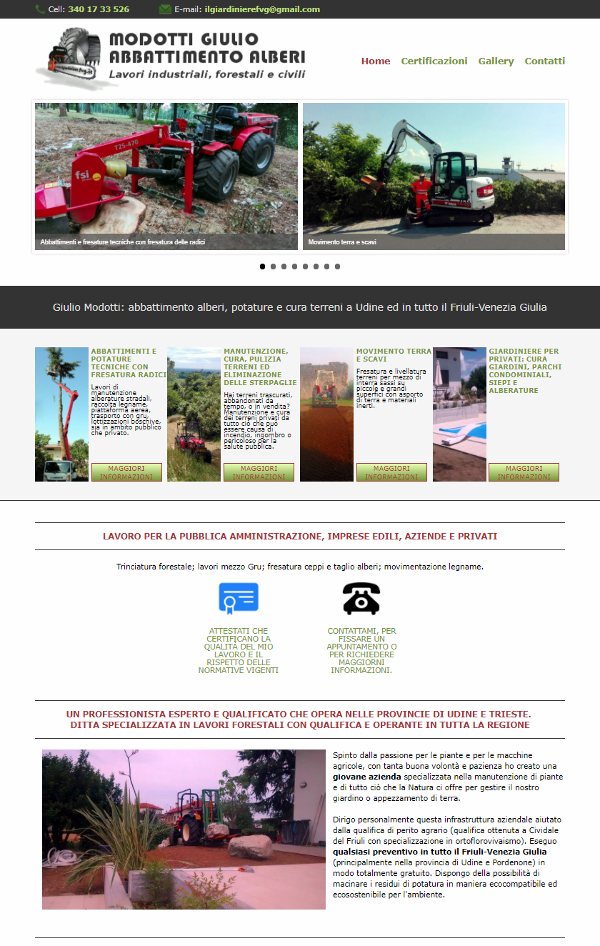 Cell: 340 17 33 526
E-mail: ilgiardinierefvg@gmail.com
MODOTTI GIULIO
ABBATTIMENTO ALBERI
Lavori industriali, forestali e civili
Home
Certificazioni
Gallery
Contatti
T25-470
fsi
Abbattimenti e fresature tecniche con fresatura delle radici
Movimento terra e scavi
Giulio Modotti: abbattimento alberi, potature e cura terreni a Udine ed in tutto il Friuli-Venezia Giulia
ABBATTIMENTI E
POTATURE
TECNICHE CON
FRESATURA RADICI
Lavori di
manutenzione
alberature stradali,
raccolta legname,
piattaforma aerea,
trasporto con gru,
lottizzazioni boschive,
sja in ambito pubblico
che privato.
MAGGIORI
INFORMAZIONI
MANUTENZIONE,
CURA, PULIZIA
TERRENI ED
ELIMINAZIONE
DELLE STERPAGLIE
Hai terreni trascurati,
abbandonati da
tempo, o in vendita?
Manutenzione e cura
dei terreni privati da
tutto ciò che può
essere causa di
incendio, ingombro o
pericoloso per la
salute pubblica.
MAGGIORI
INFORMAZIONI
MOVIMENTO TERRA
E SCAVI
Fresatura e livellatura
terreni per mezzo di
interra sassi su
piccole e grandi
superfici con asporto
di terra e materiali
inerti.
MAGGIORI
INFORMAZIONI
GIARDINIERE PER
PRIVATI: CURA
GIARDINI, PARCHI
CONDOMINIALI,
SIEPI E
ALBERATURE
MAGGIORI
INFORMAZIONI
LAVORO PER LA PUBBLICA AMMINISTRAZIONE, IMPRESE EDILI, AZIENDE E PRIVATI
Trinciatura forestale; lavori mezzo Gru; fresatura ceppi e taglio alberi; movimentazione legname.
ATTESTATI CHE
CERTIFICANO LA
QUALITÀ DEL MIO
LAVORO E IL
RISPETTO DELLE
NORMATIVE VIGENTI
CONTATTAMI, PER
FISSARE UN
APPUNTAMENTO O
PER RICHIEDERE
MAGGIORNI
INFORMAZIONI.
UN PROFESSIONISTA ESPERTO E QUALIFICATO CHE OPERA NELLE PROVINCIE DI UDINE E TRIESTE.
DITTA SPECIALIZZATA IN LAVORI FORESTALI CON QUALIFICA E OPERANTE IN TUTTA LA REGIONE
Spinto dalla passione per le piante e per le macchine
agricole, con tanta buona volontà e pazienza ho creato una
giovane azienda specializzata nella manutenzione di piante
e di tutto ciò che la Natura ci offre per gestire il nostro
giardino o appezzamento di terra.
Dirigo personalmente questa infrastruttura aziendale aiutato
dalla qualifica di perito agrario (qualifica ottenuta a Cividale
del Friuli con specializzazione in ortoflorovivaismo). Eseguo
qualsiasi preventivo in tutto il Friuli-Venezia Giulia
(principalmente nella provincia di Udine e Pordenone) in
modo totalmente gratuito. Dispongo della possibilità di
macinare i residui di potatura in maniera ecocompatibile ed
ecosostenibile per l'ambiente.